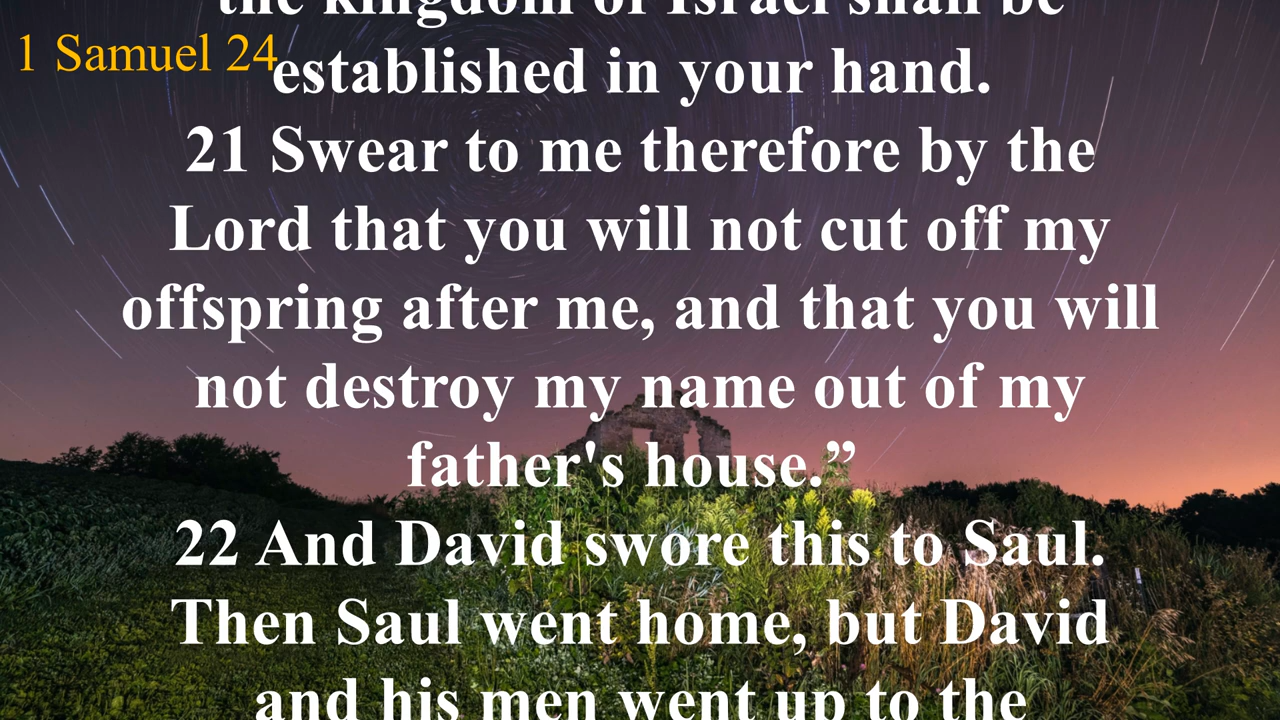 the kingdom of Israel shall be
1 Samuel 24
established in your hand.
21 Swear to me therefore by the
Lord that you will not cut off my
offspring after me, and that you will
not destroy my name out of my
father's house.”
22 And David swore this to Saul.
Then Saul went home, but David
and his men went up to the